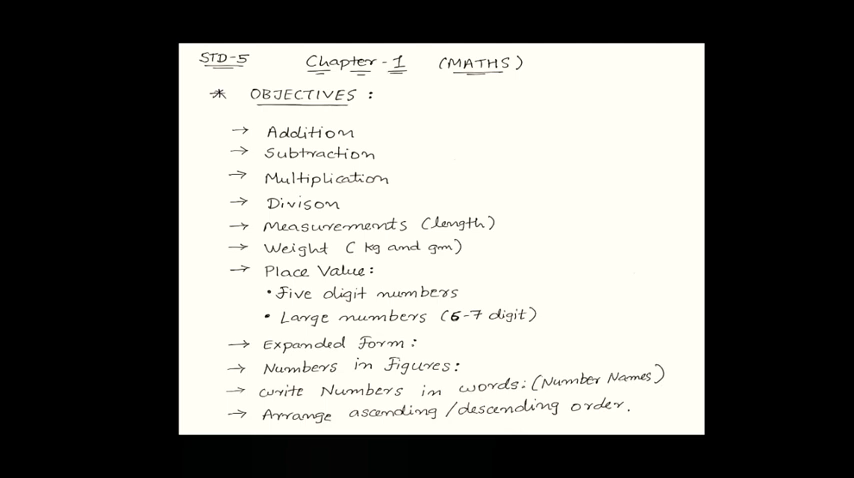 STD-5 Chapter-1 (MATHS)
* OBJECTIVES :
→ Addition
→ Subtraction
→ Multiplication
→ Divison
→ Measurements (length)
→ Weight ( kg and gm)
→ Place Value:
• Five digit numbers
• Large numbers (6-7 digit)
→ Expanded Form:
→ Numbers in Figures:
→ write Numbers in words: (Number Names)
→ Arrange ascending/descending order.